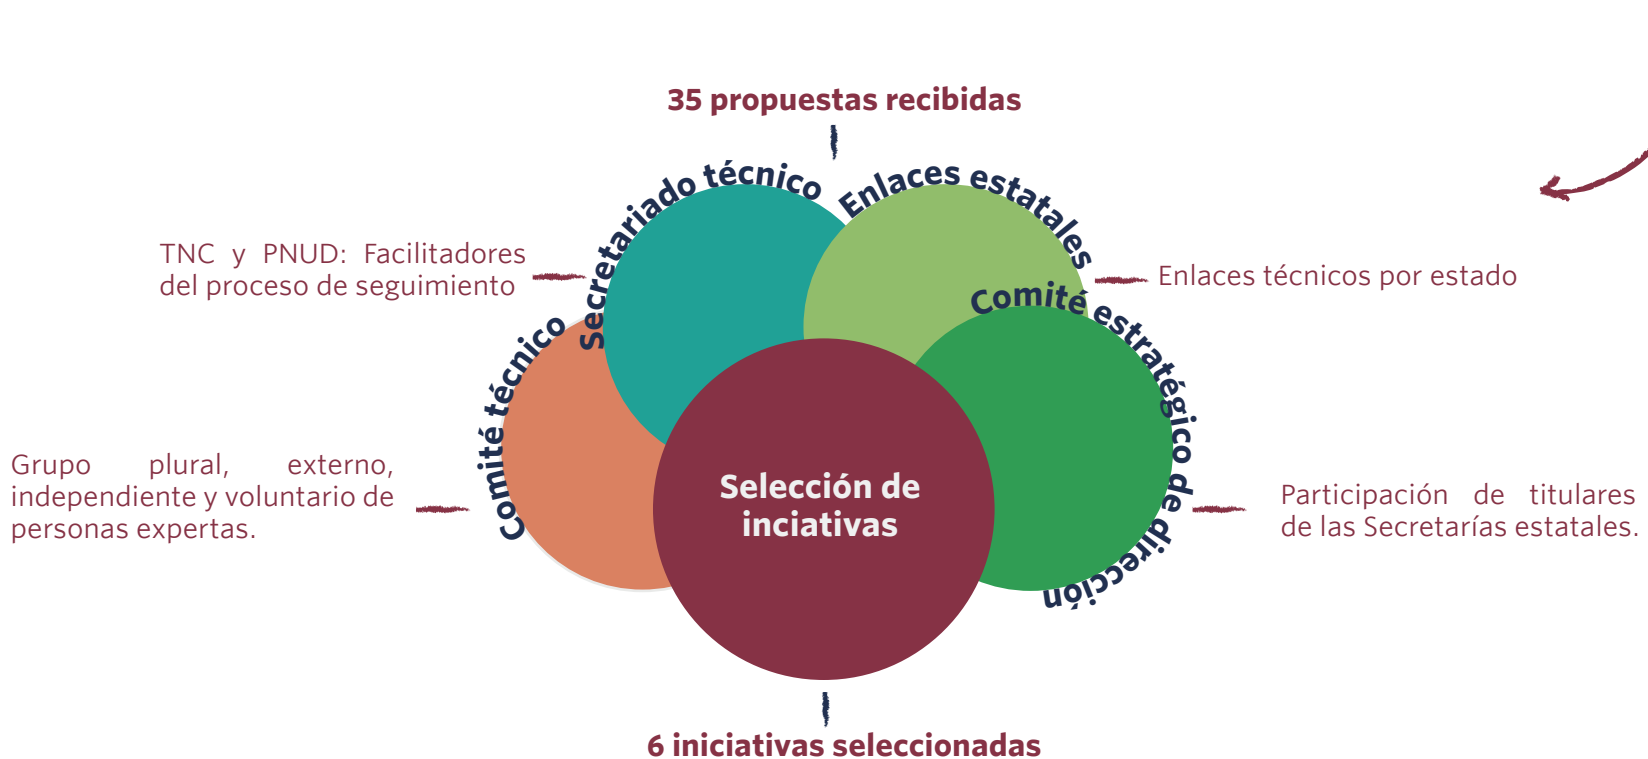 35 propuestas recibidas
Secretariado técnico
Enlaces estatales
TNC y PNUD: Facilitadores
del proceso de seguimiento
Enlaces técnicos por estado
Comité técnico
Comité estratégico de dirección
Grupo plural, externo,
independiente y voluntario de
personas expertas.
Selección de
inciativas
Participación de titulares
de las Secretarías estatales.
6 iniciativas seleccionadas